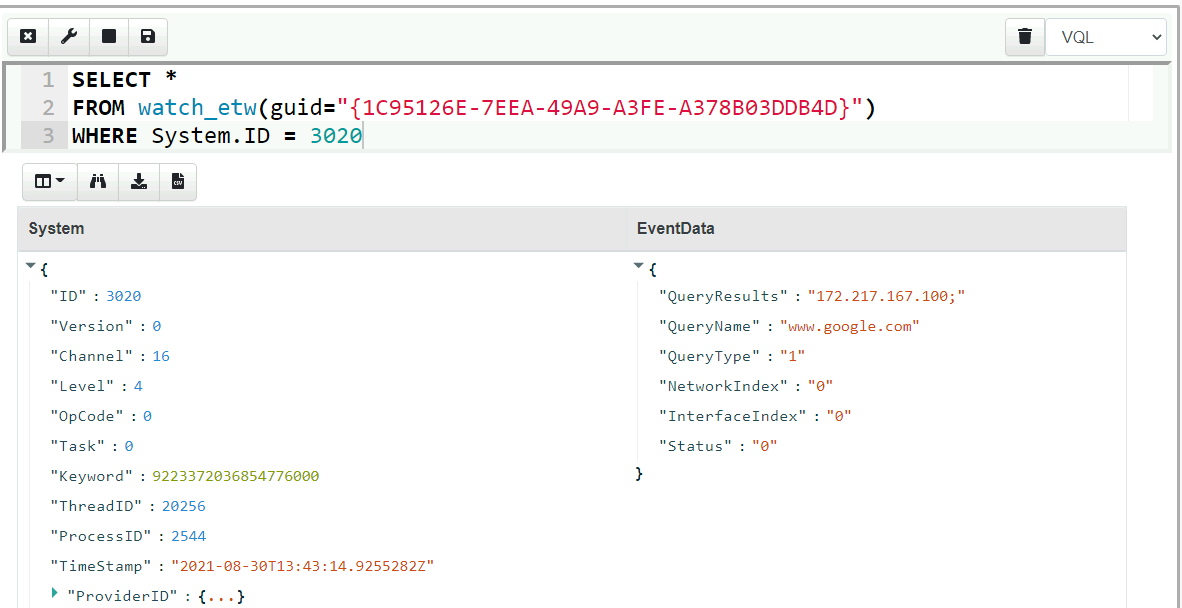 VQL
1 SELECT *
2 FROM watch_etw(guid="{1C95126E-7EEA-49A9-A3FE-A378B03DDB4D}")
3 WHERE System.ID = 3020
CSV
System EventData
{ {
"ID" : 3020 "QueryResults" : "172.217.167.100;"
"Version" : 0 "QueryName" : "www.google.com"
"Channel" : 16 "QueryType" : "1"
"Level" : 4 "NetworkIndex" : "0"
"OpCode" : 0 "InterfaceIndex" : "0"
"Task" : 0 "Status" : "0"
"Keyword" : 9223372036854776000 }
"ThreadID" : 20256
"ProcessID" : 2544
"TimeStamp" : "2021-08-30T13:43:14.9255282Z"
"ProviderID" : {...}